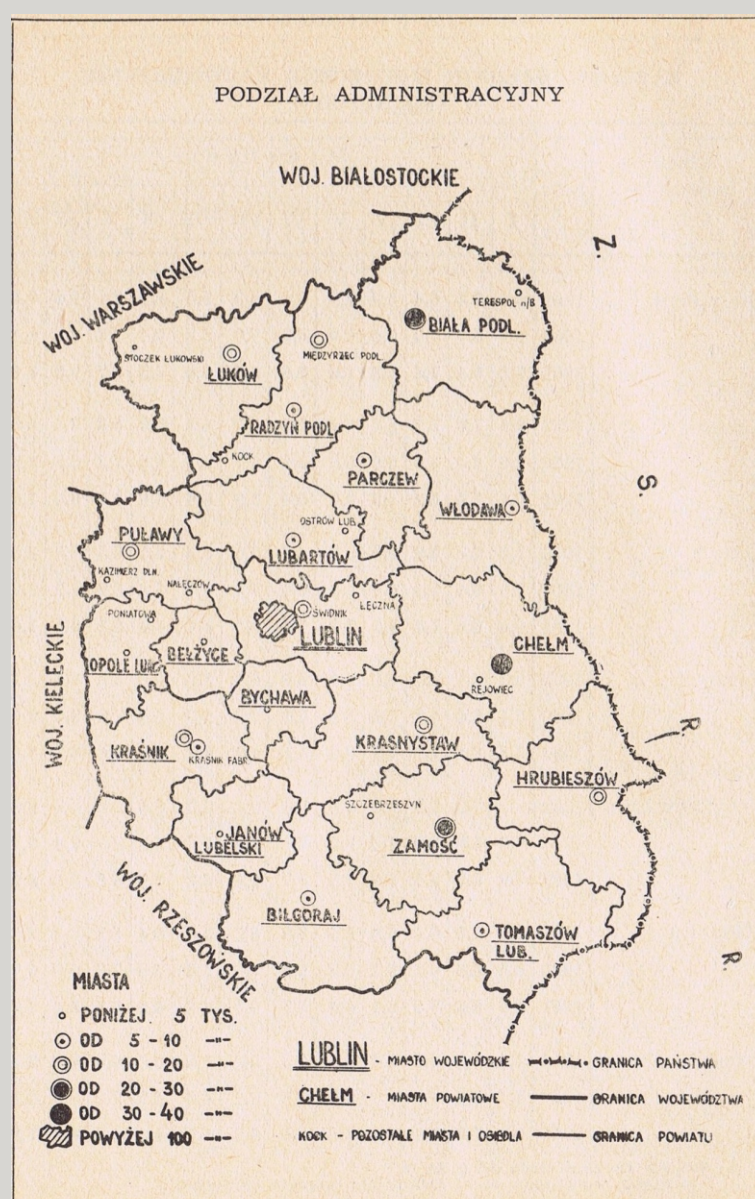 PODZIAŁ ADMINISTRACYJNY
WOJ. BIAŁOSTOCKIE
Z.
WOJ. WARSZAWSKIE
TERESPOL n/B
BIAŁA PODL.
STOCZEK ŁUKOWSKI
ŁUKÓW
MIĘDZYRZEC PODL.
RADZYŃ PODL
KOCK
PARCZEW
S.
WŁODAWA
OSTRÓW LUB.
PUŁAWY
LUBARTÓW
KAZIMIERZ DLN.
NAŁĘCZÓW
ŁĘCZNA
PONIATOWA
ŚWIDNIK
LUBLIN
CHEŁM
WOJ. KIELECKIE
BEŁŻYCE
OPOLE LUB.
REJOWIEC
BYCHAWA
R.
KRAŚNIK
KRAŚNIK FABR.
KRASNYSTAW
HRUBIESZÓW
SZCZEBRZESZYN
JANÓW
LUBELSKI
ZAMOŚĆ
WOJ. RZESZOWSKIE
BIŁGORAJ
TOMASZÓW
LUB.
R.
MIASTA
PONIŻEJ 5 TYS.
OD 5 - 10 -"-
OD 10 - 20 -"-
OD 20 - 30 -"-
OD 30 - 40 -"-
POWYŻEJ 100 -"-
LUBLIN - MIASTO WOJEWÓDZKIE
CHEŁM - MIASTA POWIATOWE
KOCK - POZOSTAŁE MIASTA I OSIEDLA
GRANICA PAŃSTWA
GRANICA WOJEWÓDZTWA
GRANICA POWIATU